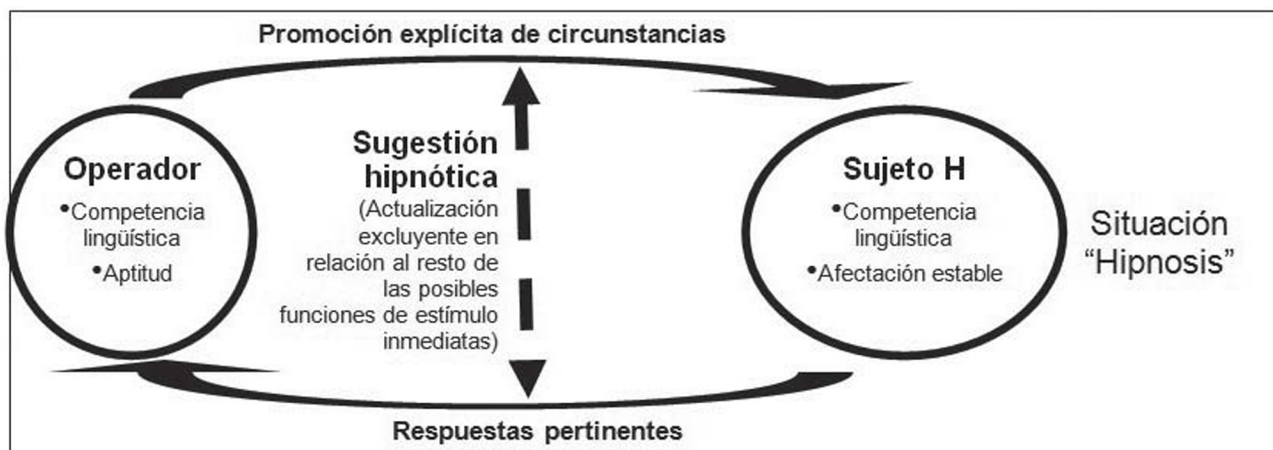 Promoción explícita de circunstancias
Operador
•Competencia
lingüística
•Aptitud
Sugestión
hipnótica
(Actualización
excluyente en
relación al resto de
las posibles
funciones de estímulo
inmediatas)
Sujeto H
•Competencia
lingüística
•Afectación estable
Situación
“Hipnosis”
Respuestas pertinentes